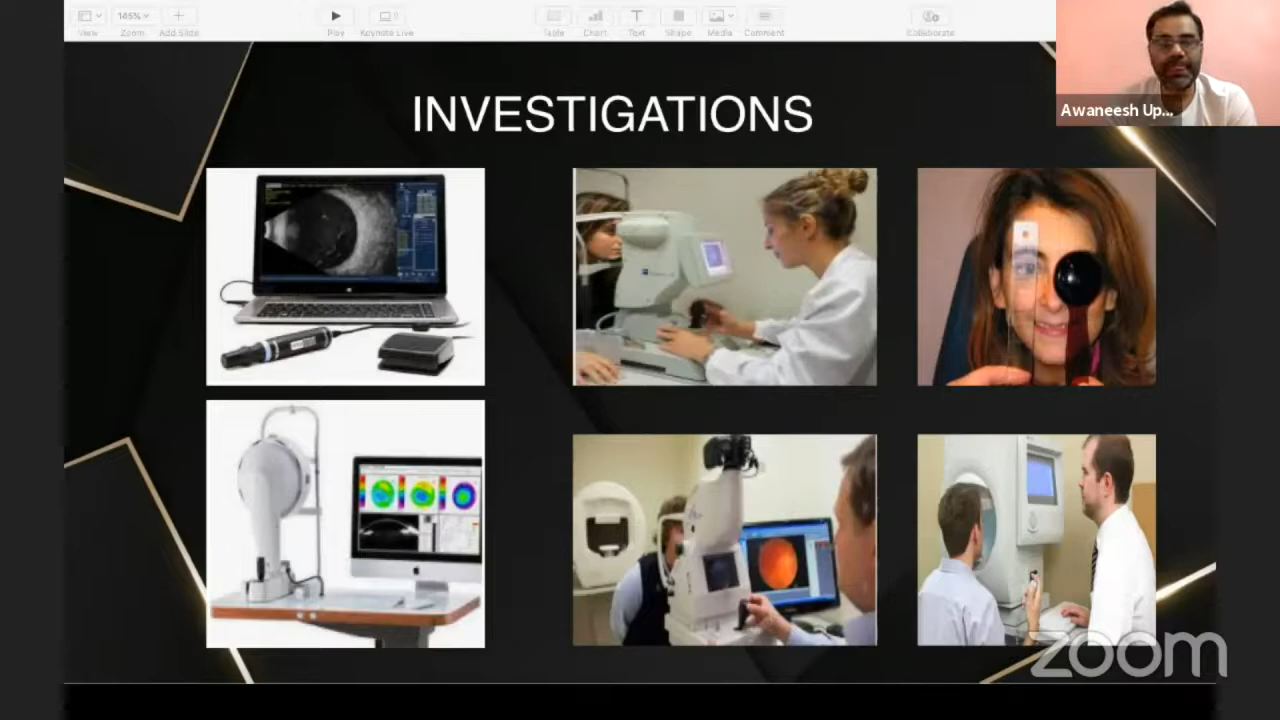 145%
View Zoom Add Slide Play Keynote Live Table Chart Text Shape Media Comment Collaborate
Awaneesh Up...
INVESTIGATIONS
zoom